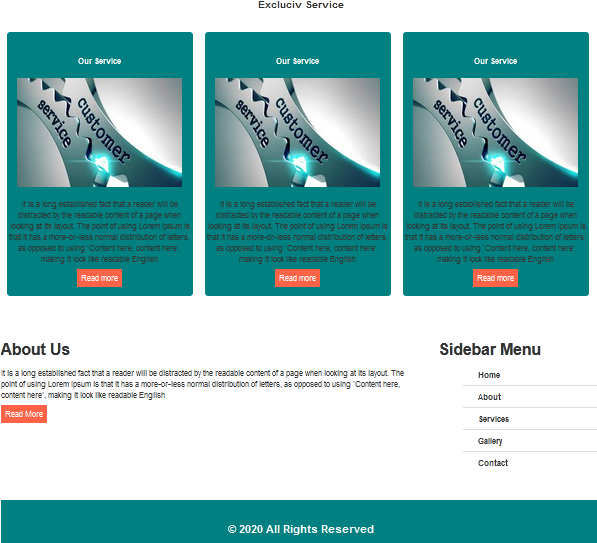 Excluciv Service
Our Service
service
customer
It is a long established fact that a reader will be
distracted by the readable content of a page when
looking at its layout. The point of using Lorem Ipsum is
that it has a more-or-less normal distribution of letters,
as opposed to using 'Content here, content here',
making it look like readable English
Read more
Our Service
service
customer
It is a long established fact that a reader will be
distracted by the readable content of a page when
looking at its layout. The point of using Lorem Ipsum is
that it has a more-or-less normal distribution of letters,
as opposed to using 'Content here, content here',
making it look like readable English
Read more
Our Service
service
customer
It is a long established fact that a reader will be
distracted by the readable content of a page when
looking at its layout. The point of using Lorem Ipsum is
that it has a more-or-less normal distribution of letters,
as opposed to using 'Content here, content here',
making it look like readable English
Read more
About Us
It is a long established fact that a reader will be distracted by the readable content of a page when looking at its layout. The
point of using Lorem Ipsum is that it has a more-or-less normal distribution of letters, as opposed to using 'Content here,
content here', making it look like readable English
Read More
Sidebar Menu
Home
About
Services
Gallery
Contact
© 2020 All Rights Reserved